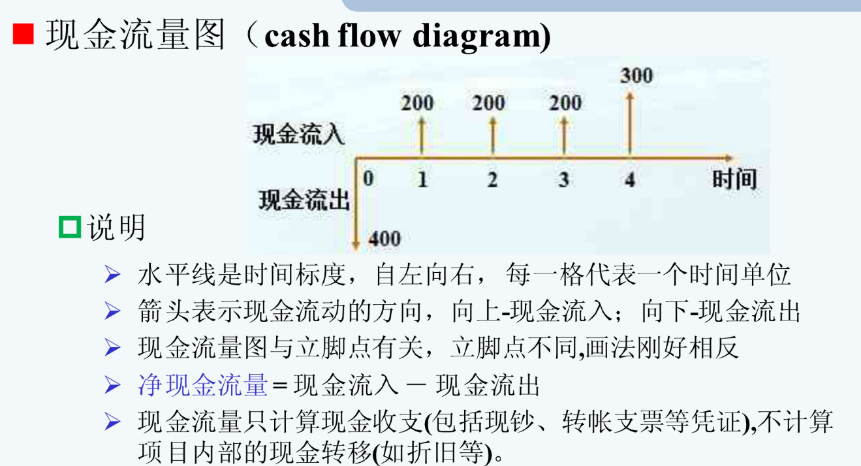 现金流量图（cash flow diagram)
300
200 200 200
现金流入
0 1 2 3 4 时间
现金流出
400
说明
水平线是时间标度，自左向右，每一格代表一个时间单位
箭头表示现金流动的方向，向上-现金流入；向下-现金流出
现金流量图与立脚点有关，立脚点不同,画法刚好相反
净现金流量=现金流入－现金流出
现金流量只计算现金收支(包括现钞、转帐支票等凭证),不计算
项目内部的现金转移(如折旧等)。